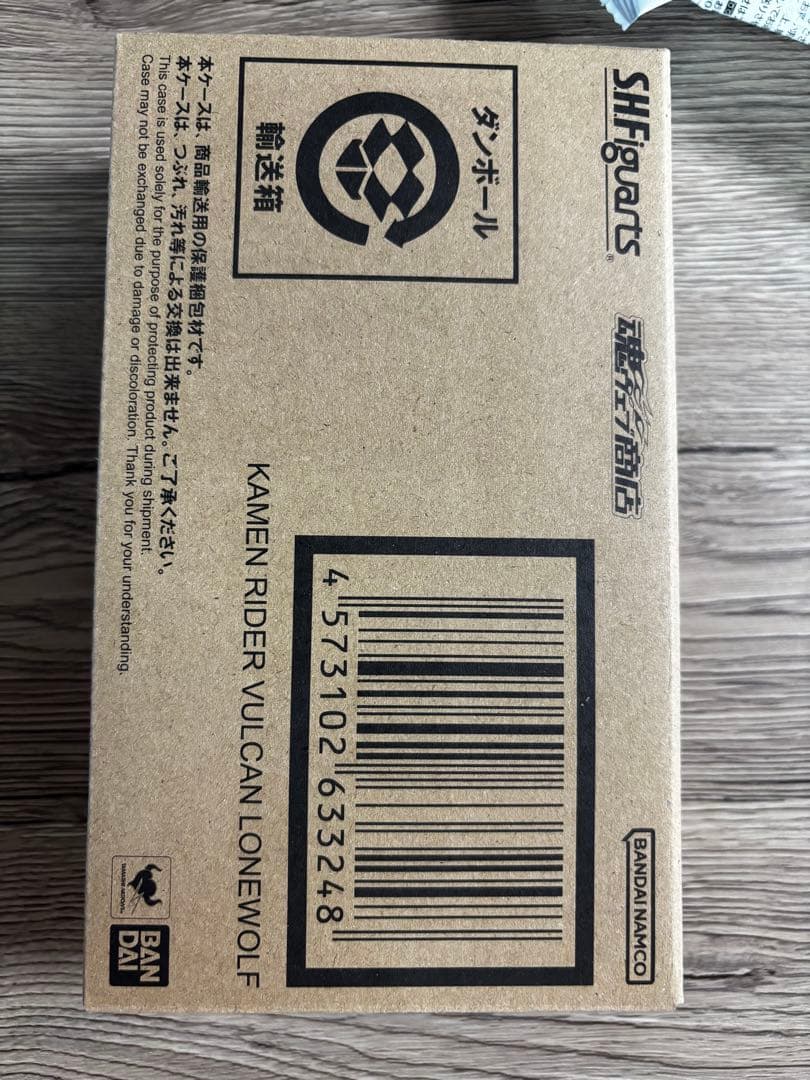 S.H.Figuarts®
魂ウェブ商店
BANDAI NAMCO
ダンボール
輸送箱
4 573102 633248
KAMEN RIDER VULCAN LONEWOLF
本ケースは、商品輸送用の保護梱包材です。
本ケースは、つぶれ、汚れ等による交換は出来ません。ご了承ください。
This case is used solely for the purpose of protecting product during shipment.
Case may not be exchanged due to damage or discoloration. Thank you for your understanding.
TAMASHII NATIONS
BAN
DAI